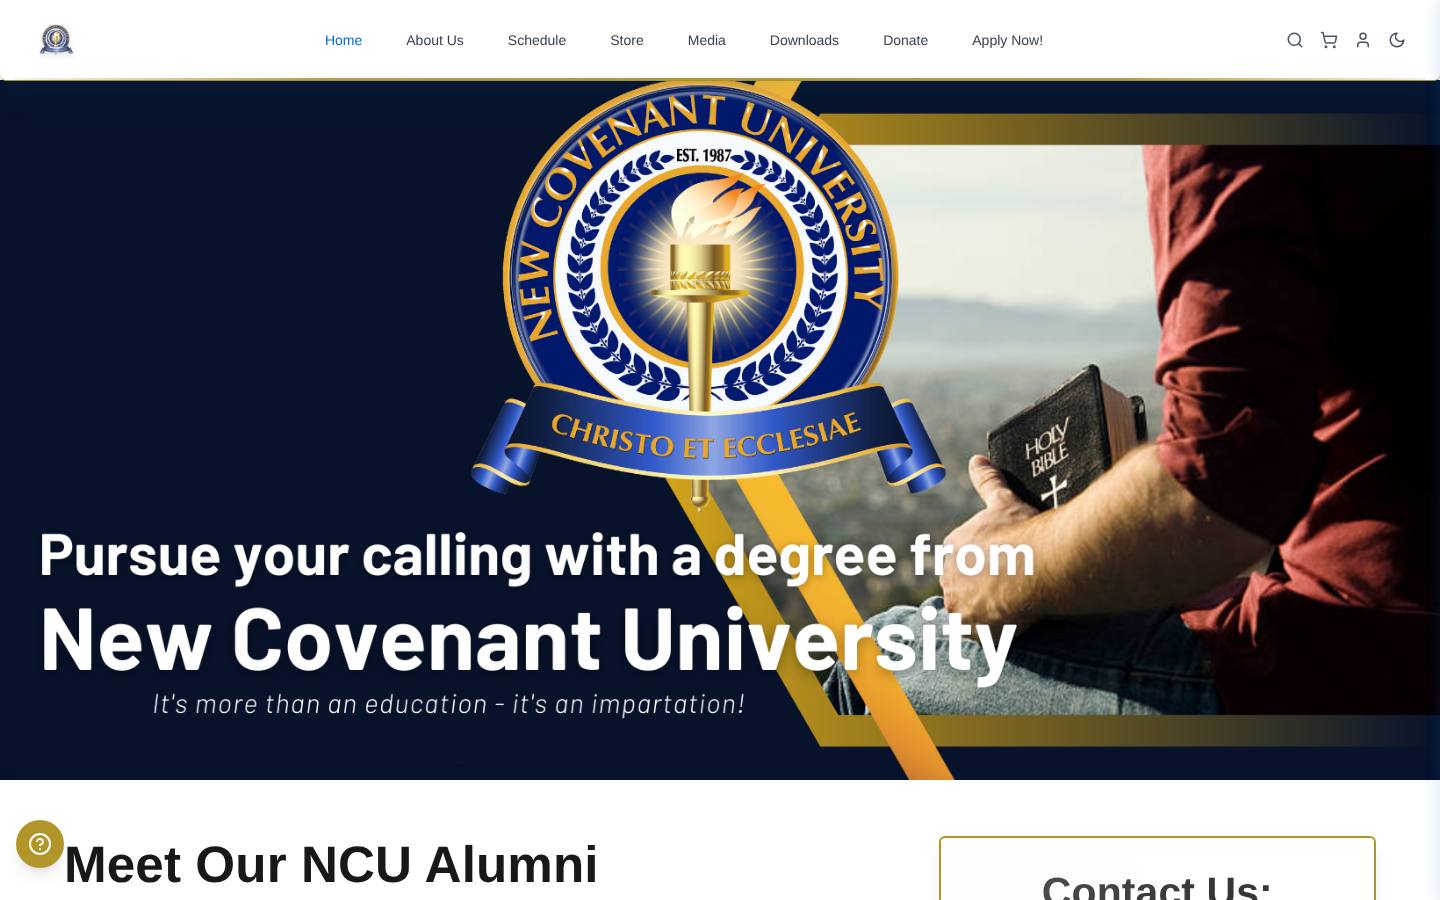 Home About Us Schedule Store Media Downloads Donate Apply Now!
NEW COVENANT UNIVERSITY
EST. 1987
CHRISTO ET ECCLESIAE
HOLY
BIBLE
Pursue your calling with a degree from
New Covenant University
It's more than an education - it's an impartation!
Meet Our NCU Alumni
Contact Us: